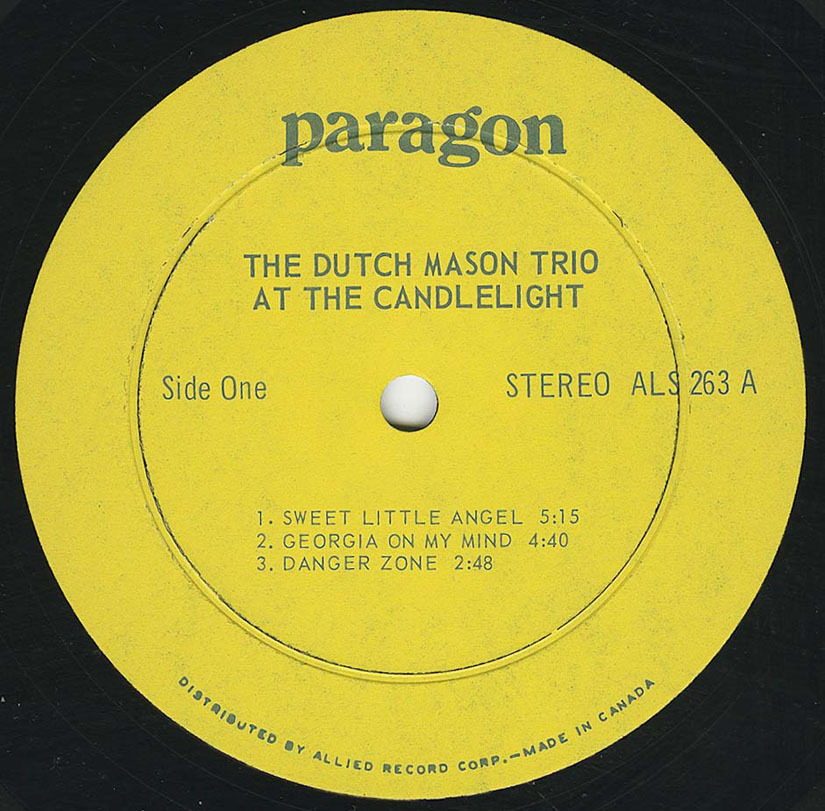 paragon
THE DUTCH MASON TRIO
AT THE CANDLELIGHT
Side One
STEREO ALS 263 A
1. SWEET LITTLE ANGEL 5:15
2. GEORGIA ON MY MIND 4:40
3. DANGER ZONE 2:48
DISTRIBUTED BY ALLIED RECORD CORP.—MADE IN CANADA